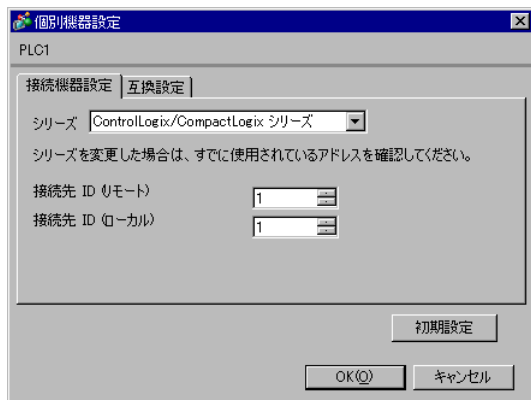 個別機器設定
PLC1
接続機器設定 互換設定
シリーズ ControlLogix/CompactLogix シリーズ
シリーズを変更した場合は、すでに使用されているアドレスを確認してください。
接続先 ID (リモート) 1
接続先 ID (ローカル) 1
初期設定
OK(O) キャンセル